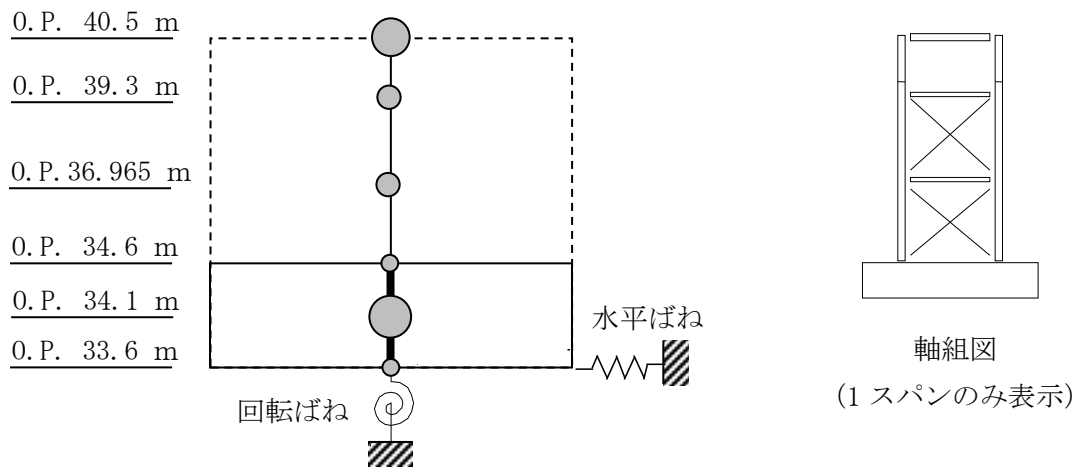 O.P. 40.5 m
O.P. 39.3 m
O.P. 36.965 m
O.P. 34.6 m
O.P. 34.1 m
O.P. 33.6 m
水平ばね
回転ばね
軸組図
(1 スパンのみ表示)